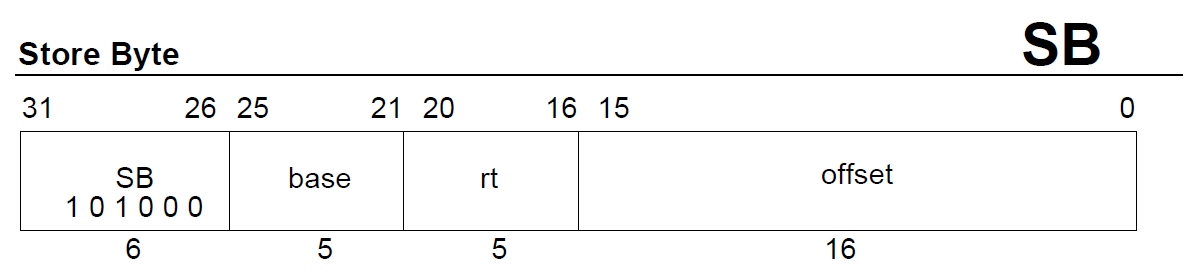 Store Byte SB
31 26 25 21 20 16 15 0
SB base rt offset
1 0 1 0 0 0
6 5 5 16